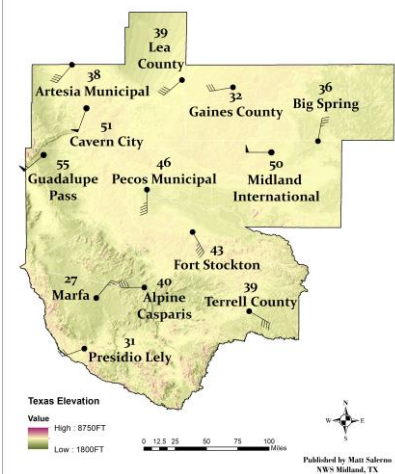 39
Lea
County
38
Artesia Municipal
32
Gaines County
36
Big Spring
51
Cavern City
55
Guadalupe
Pass
46
Pecos Municipal
50
Midland
International
43
Fort Stockton
27
Marfa
40
Alpine
Casparis
39
Terrell County
31
Presidio Lely
Texas Elevation
Value
High : 8750FT
Low : 1800FT
0 12.5 25 50 75 100
Miles
N
W E
S
Published by Matt Salerno
NWS Midland, TX